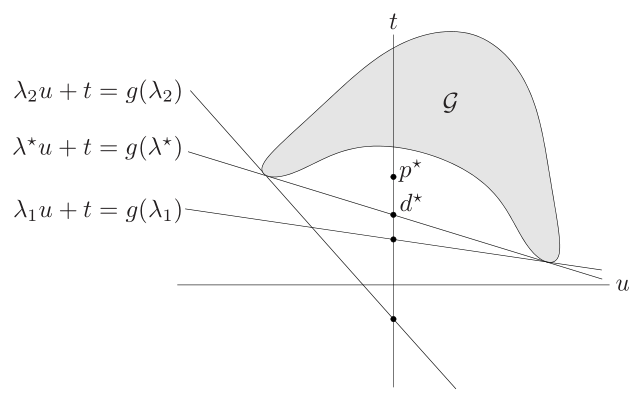 t
λ₂u + t = g(λ₂)
𝒢
λ⋆u + t = g(λ⋆)
p⋆
d⋆
λ₁u + t = g(λ₁)
u